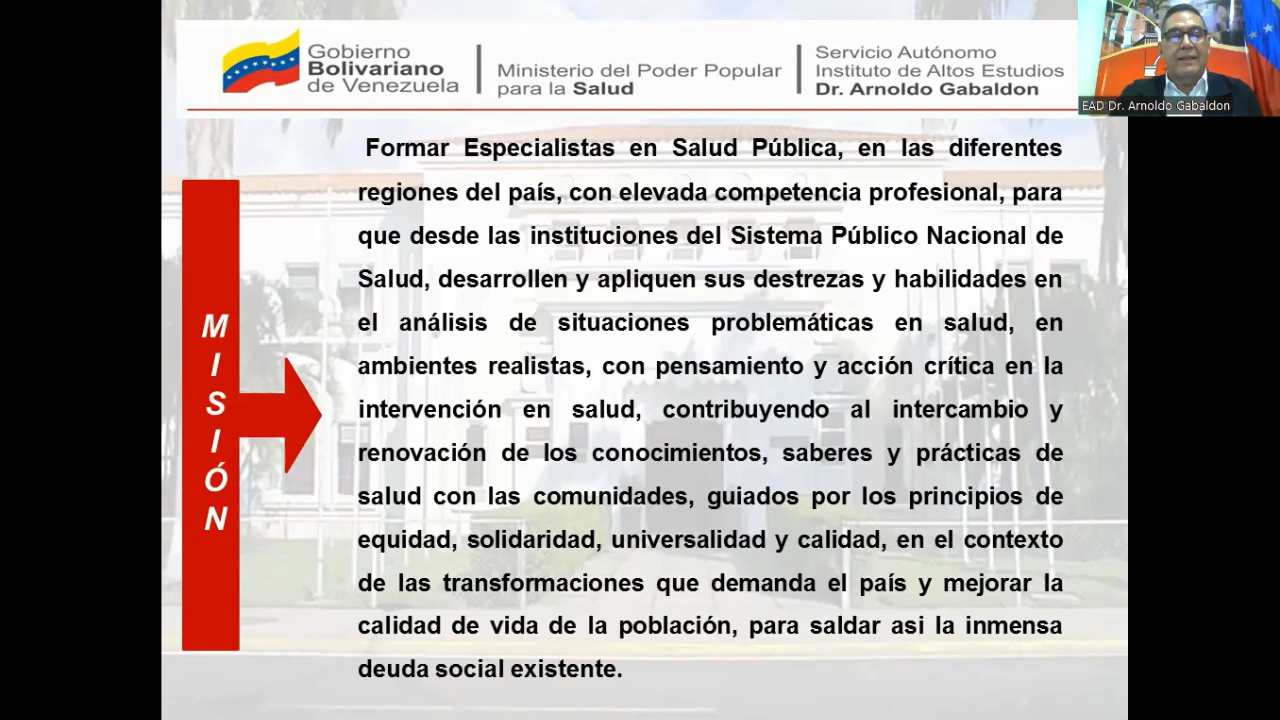 Gobierno
Bolivariano
de Venezuela
Ministerio del Poder Popular
para la Salud
Servicio Autónomo
Instituto de Altos Estudios
Dr. Arnoldo Gabaldon
EAD Dr. Arnoldo Gabaldon
MISIÓN
Formar Especialistas en Salud Pública, en las diferentes
regiones del país, con elevada competencia profesional, para
que desde las instituciones del Sistema Público Nacional de
Salud, desarrollen y apliquen sus destrezas y habilidades en
el análisis de situaciones problemáticas en salud, en
ambientes realistas, con pensamiento y acción crítica en la
intervención en salud, contribuyendo al intercambio y
renovación de los conocimientos, saberes y prácticas de
salud con las comunidades, guiados por los principios de
equidad, solidaridad, universalidad y calidad, en el contexto
de las transformaciones que demanda el país y mejorar la
calidad de vida de la población, para saldar asi la inmensa
deuda social existente.